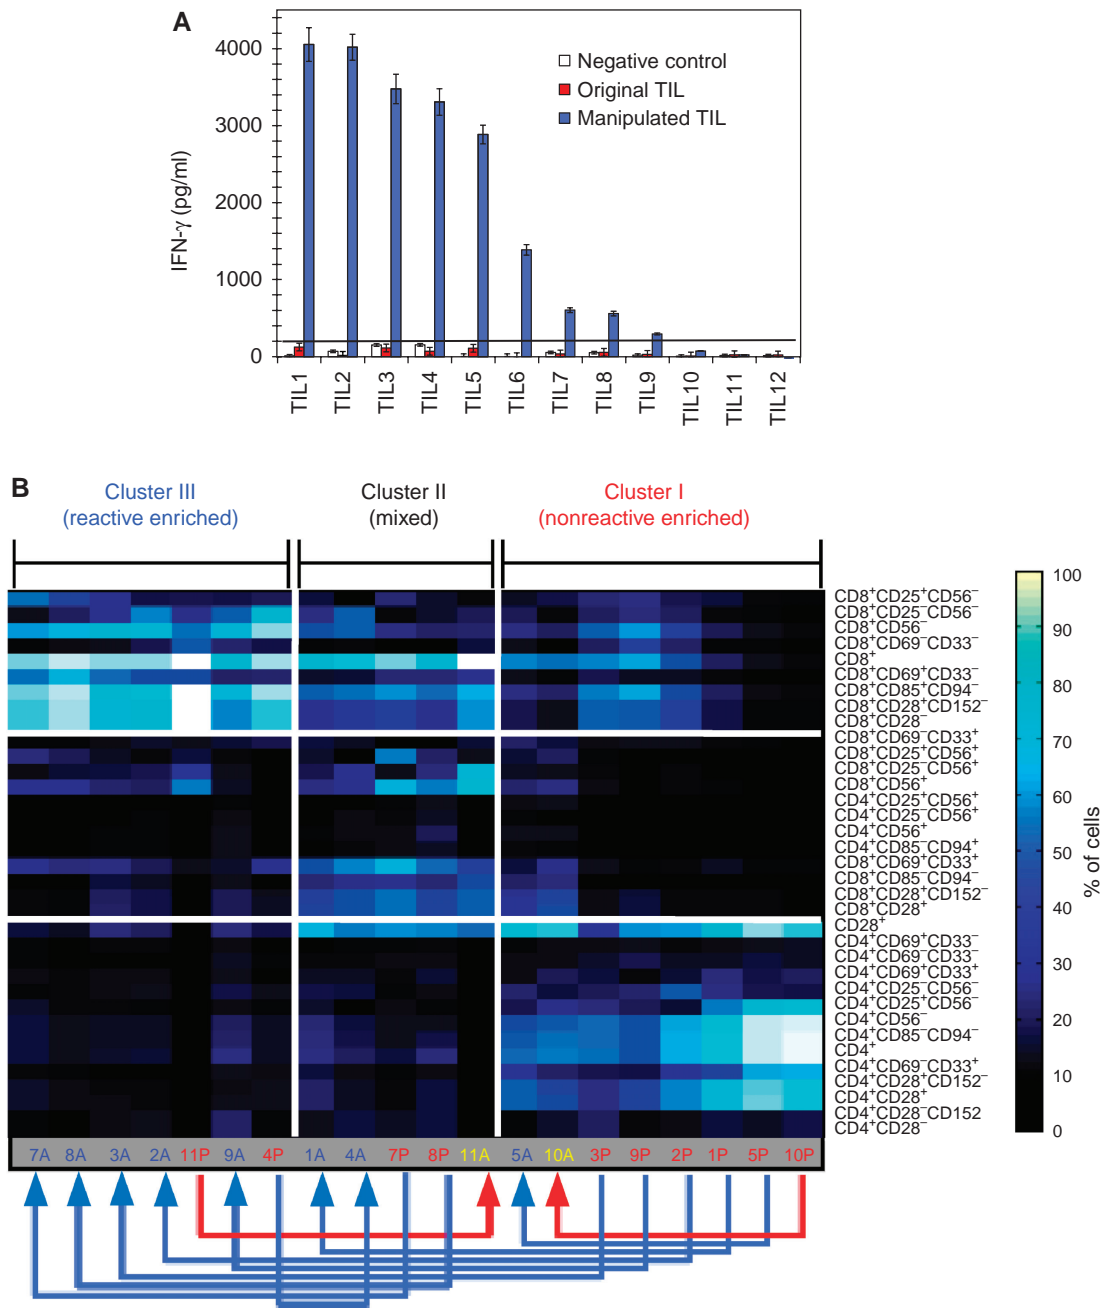 A
IFN-γ (pg/ml)
4000
3000
2000
1000
0
Negative control
Original TIL
Manipulated TIL
TIL1
TIL2
TIL3
TIL4
TIL5
TIL6
TIL7
TIL8
TIL9
TIL10
TIL11
TIL12
B
Cluster III
(reactive enriched)
Cluster II
(mixed)
Cluster I
(nonreactive enriched)
CD8⁺CD25⁺CD56⁻
CD8⁺CD25⁻CD56⁻
CD8⁺CD56⁻
CD8⁺CD69⁻CD33⁻
CD8⁺
CD8⁺CD69⁺CD33⁻
CD8⁺CD85⁺CD94⁻
CD8⁺CD28⁺CD152⁻
CD8⁺CD28⁻
CD8⁺CD69⁻CD33⁺
CD8⁺CD25⁺CD56⁺
CD8⁺CD25⁻CD56⁺
CD8⁺CD56⁺
CD4⁺CD25⁺CD56⁺
CD4⁺CD25⁻CD56⁺
CD4⁺CD56⁺
CD4⁺CD85⁻CD94⁺
CD8⁺CD69⁺CD33⁺
CD8⁺CD85⁻CD94⁻
CD8⁺CD28⁺CD152⁻
CD8⁺CD28⁺
CD28⁺
CD4⁺CD69⁺CD33⁻
CD4⁺CD69⁻CD33⁻
CD4⁺CD69⁺CD33⁺
CD4⁺CD25⁻CD56⁻
CD4⁺CD25⁺CD56⁻
CD4⁺CD56⁻
CD4⁺CD85⁻CD94⁻
CD4⁺
CD4⁺CD69⁻CD33⁺
CD4⁺CD28⁺CD152⁻
CD4⁺CD28⁺
CD4⁺CD28⁻CD152
CD4⁺CD28⁻
100
90
80
70
60
50
40
30
20
10
0
% of cells
7A 8A 3A 2A 11P 9A 4P 1A 4A 7P 8P 11A 5A 10A 3P 9P 2P 1P 5P 10P